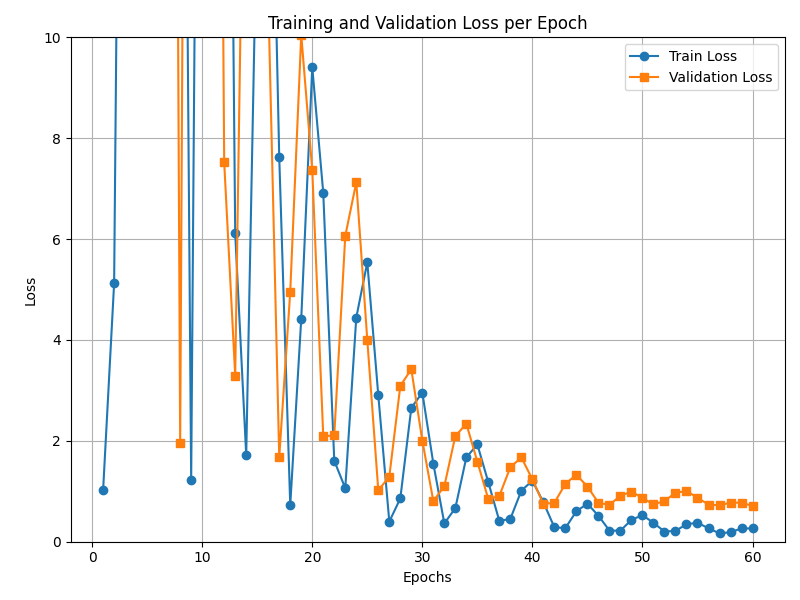 Training and Validation Loss per Epoch
Train Loss
Validation Loss
10
8
6
4
2
0
Loss
0 10 20 30 40 50 60
Epochs